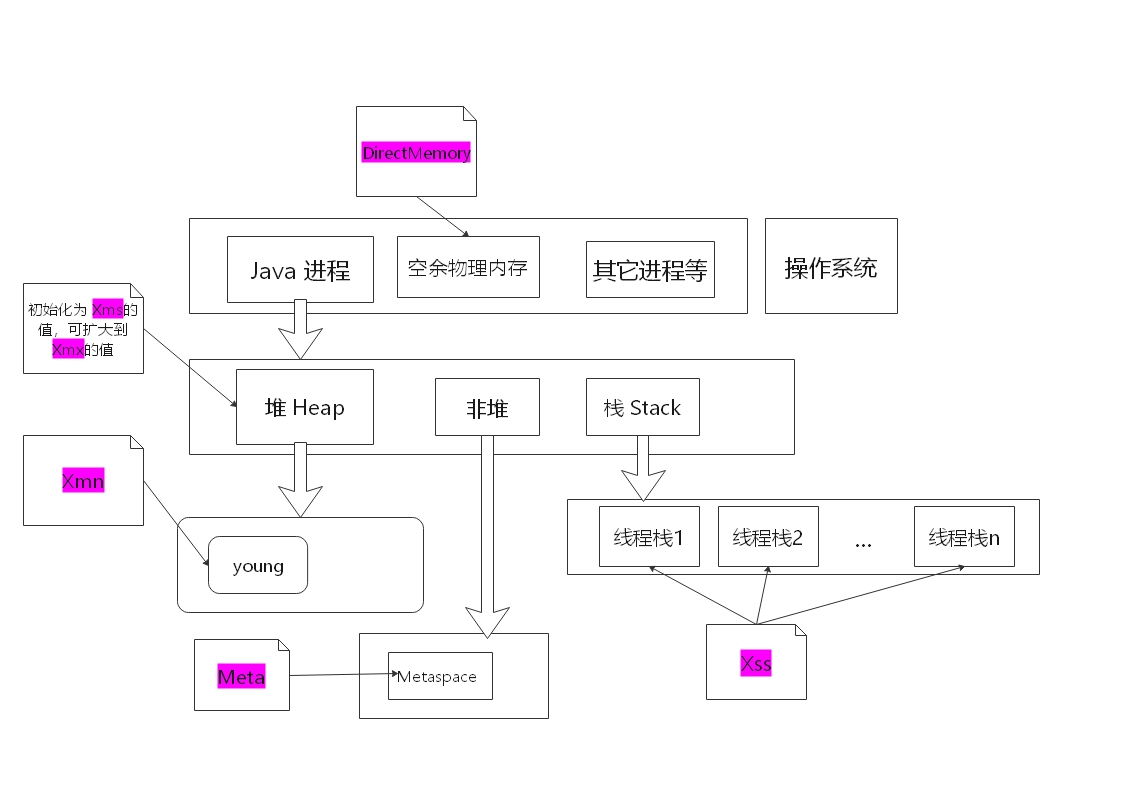 DirectMemory
Java 进程
空余物理内存
其它进程等
操作系统
初始化为 Xms的
值，可扩大到
Xmx的值
堆 Heap
非堆
栈 Stack
Xmn
young
线程栈1
线程栈2
...
线程栈n
Meta
Metaspace
Xss